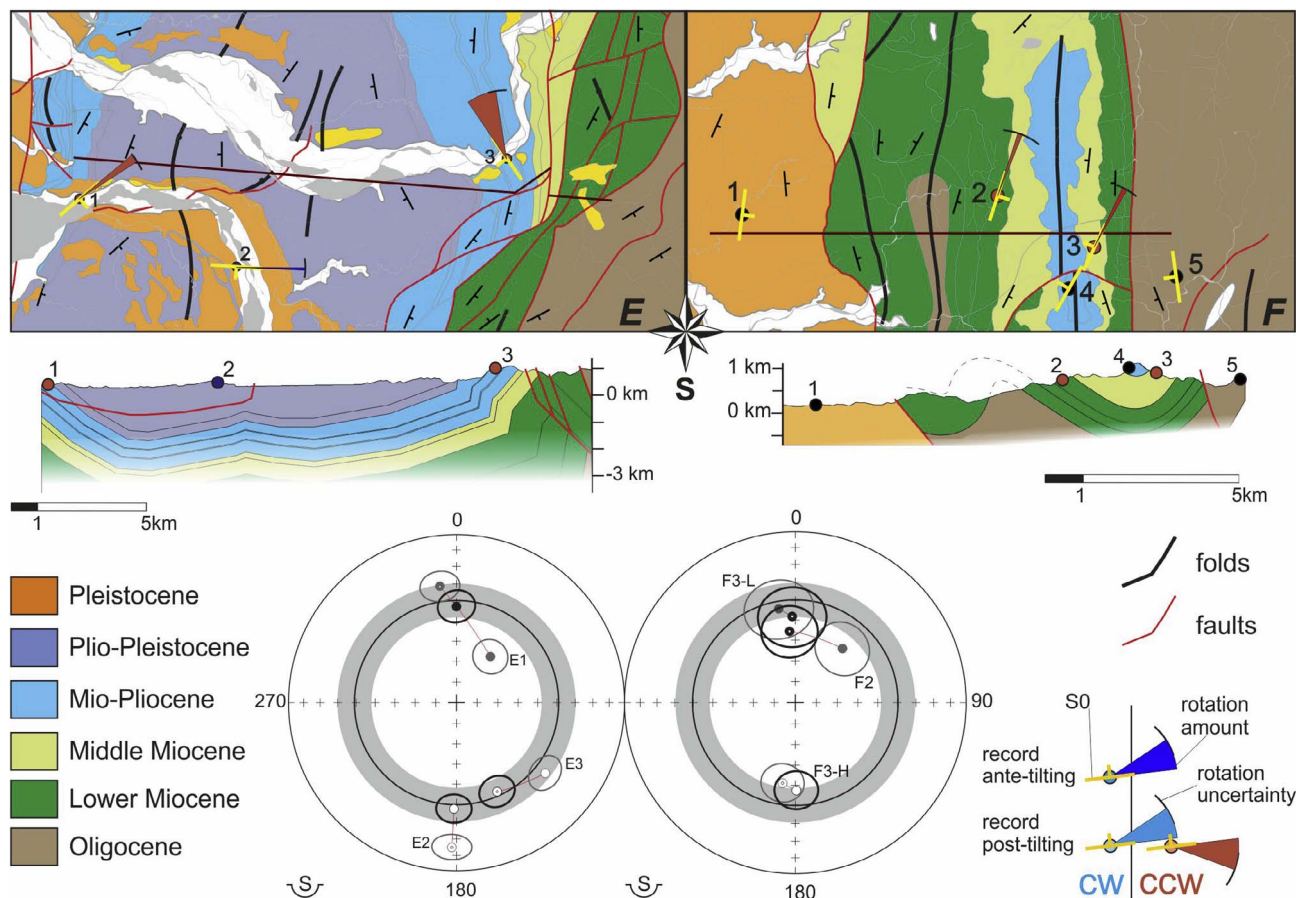 1
2
3
E
1
2
3
4
5
F
S
1
2
3
0 km
-3 km
1
5km
1 km
0 km
1
2
4
3
5
1
5km
Pleistocene
Plio-Pleistocene
Mio-Pliocene
Middle Miocene
Lower Miocene
Oligocene
0
270
E1
E3
E2
S
180
0
90
F3-L
F2
F3-H
S
180
folds
faults
S0
rotation
amount
record
ante-tilting
rotation
uncertainty
record
post-tilting
CW
CCW